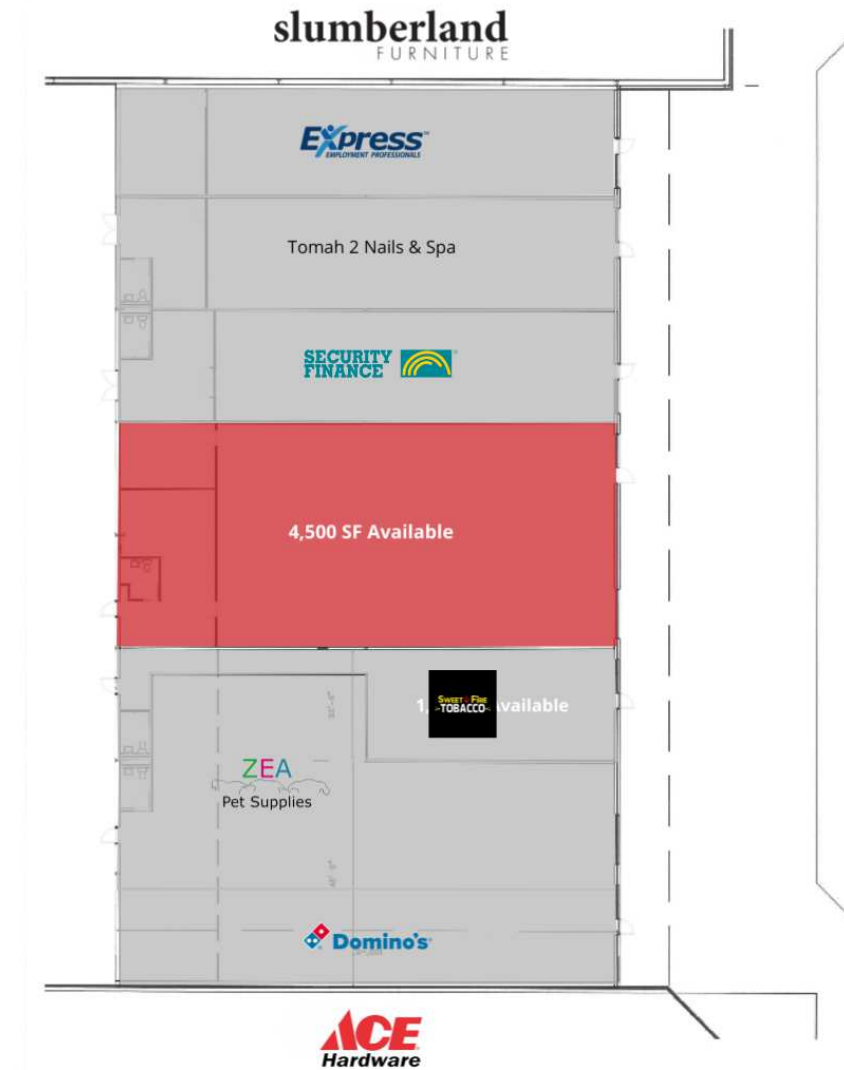 slumberland
FURNITURE
EXpress
EMPLOYMENT PROFESSIONALS
Tomah 2 Nails & Spa
SECURITY
FINANCE
4,500 SF Available
SWEET FIRE
TOBACCO
1, vailable
ZEA
Pet Supplies
Domino's
ACE
Hardware